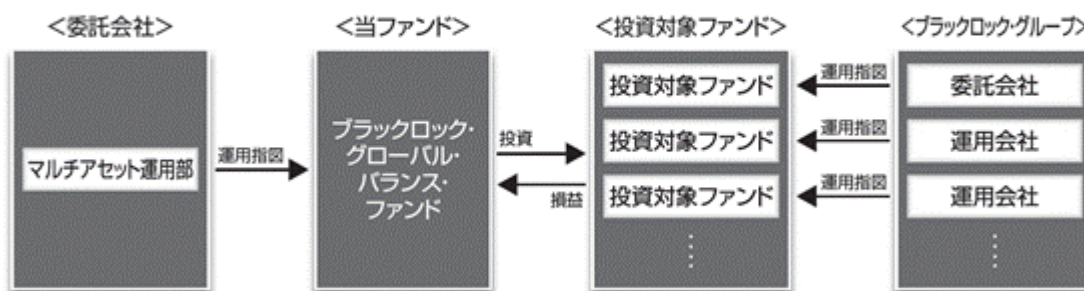 <委託会社>
<当ファンド>
<投資対象ファンド>
<ブラックロック・グループ>
マルチアセット運用部
運用指図
ブラックロック・
グローバル・
バランス・
ファンド
投資
損益
投資対象ファンド
運用指図
委託会社
投資対象ファンド
運用指図
運用会社
投資対象ファンド
運用指図
運用会社